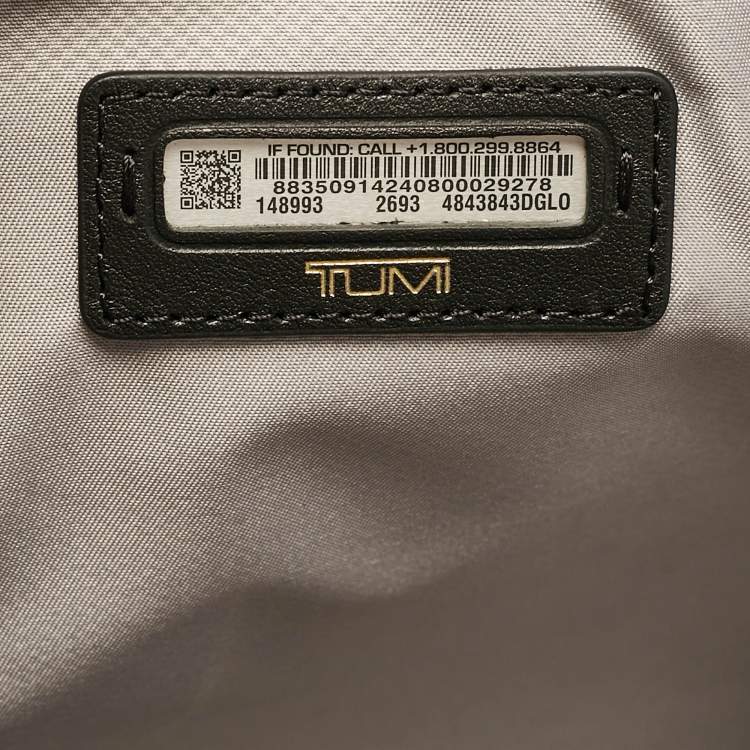 IF FOUND: CALL +1.800.299.8864
88350914240800029278
148993 2693 4843843DGLO
TUMI